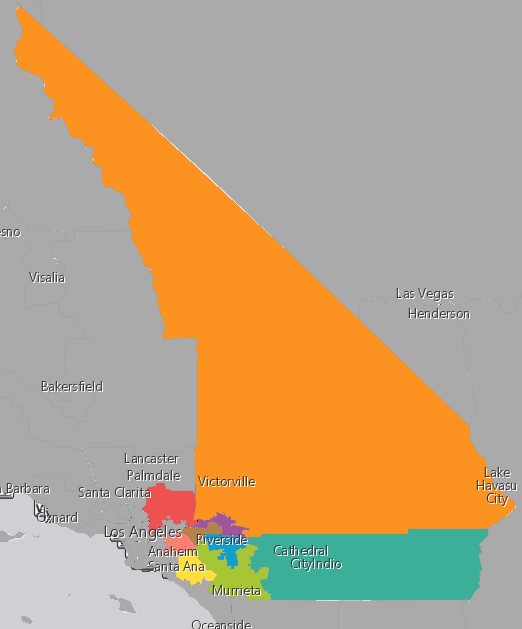 esno
Visalia
Las Vegas
Henderson
Bakersfield
Lancaster
Palmdale
Victorville
Lake
Havasu
City
Barbara
Santa Clarita
Oxnard
Los Angeles
Riverside
Anaheim
Cathedral
City
Indio
Santa Ana
Murrieta
Oceanside